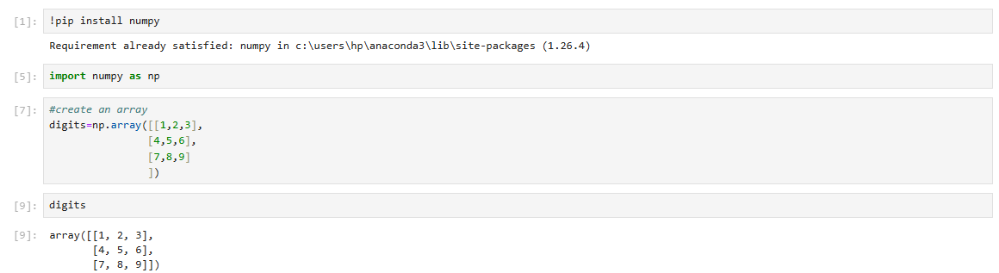 [1]: !pip install numpy
Requirement already satisfied: numpy in c:\users\hp\anaconda3\lib\site-packages (1.26.4)
[5]: import numpy as np
[7]: #create an array
digits=np.array([[1,2,3],
[4,5,6],
[7,8,9]
])
[9]: digits
[9]: array([[1, 2, 3],
[4, 5, 6],
[7, 8, 9]])